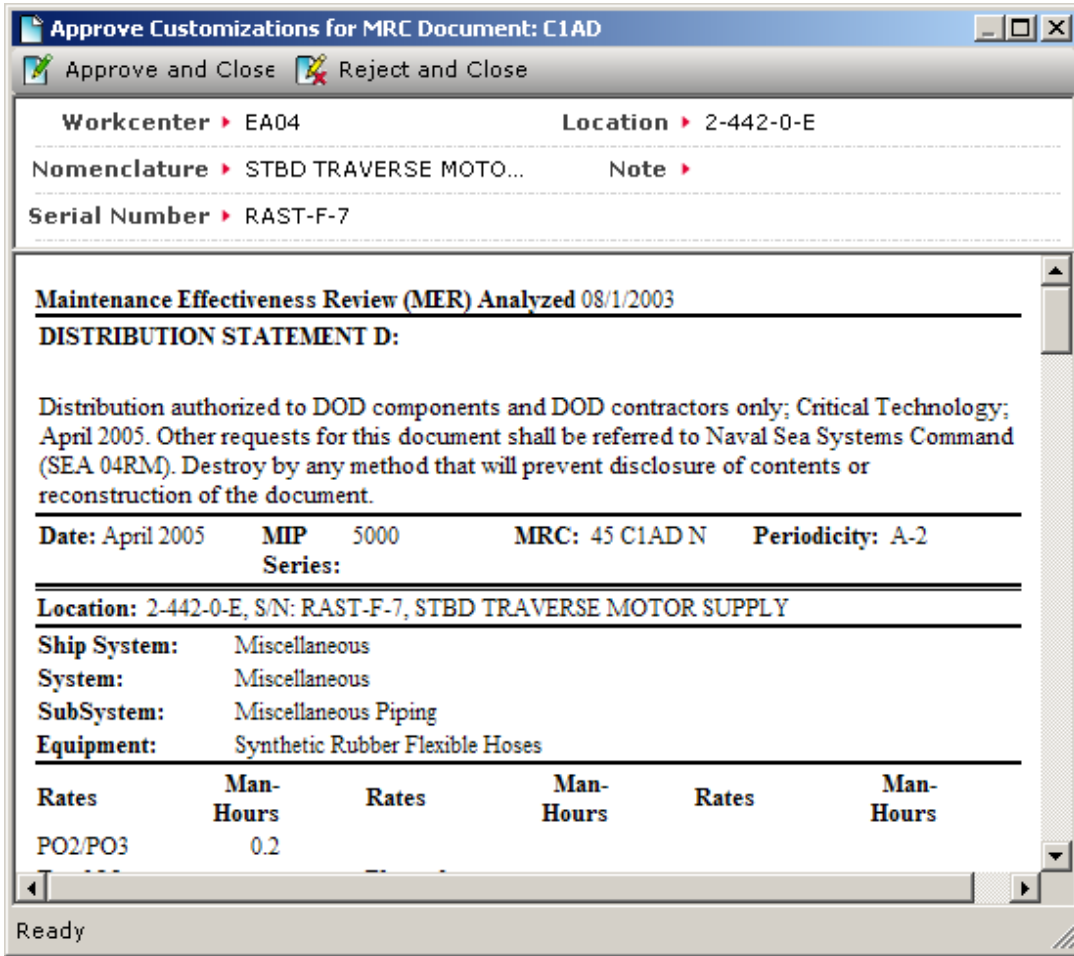 Approve Customizations for MRC Document: C1AD
Approve and Close Reject and Close
Workcenter EA04 Location 2-442-0-E
Nomenclature STBD TRAVERSE MOTO... Note
Serial Number RAST-F-7
Maintenance Effectiveness Review (MER) Analyzed 08/1/2003
DISTRIBUTION STATEMENT D:
Distribution authorized to DOD components and DOD contractors only; Critical Technology;
April 2005. Other requests for this document shall be referred to Naval Sea Systems Command
(SEA 04RM). Destroy by any method that will prevent disclosure of contents or
reconstruction of the document.
Date: April 2005 MIP 5000 MRC: 45 C1AD N Periodicity: A-2
Series:
Location: 2-442-0-E, S/N: RAST-F-7, STBD TRAVERSE MOTOR SUPPLY
Ship System: Miscellaneous
System: Miscellaneous
SubSystem: Miscellaneous Piping
Equipment: Synthetic Rubber Flexible Hoses
Rates Man- Rates Man- Rates Man-
Hours Hours Hours
PO2/PO3 0.2
Ready